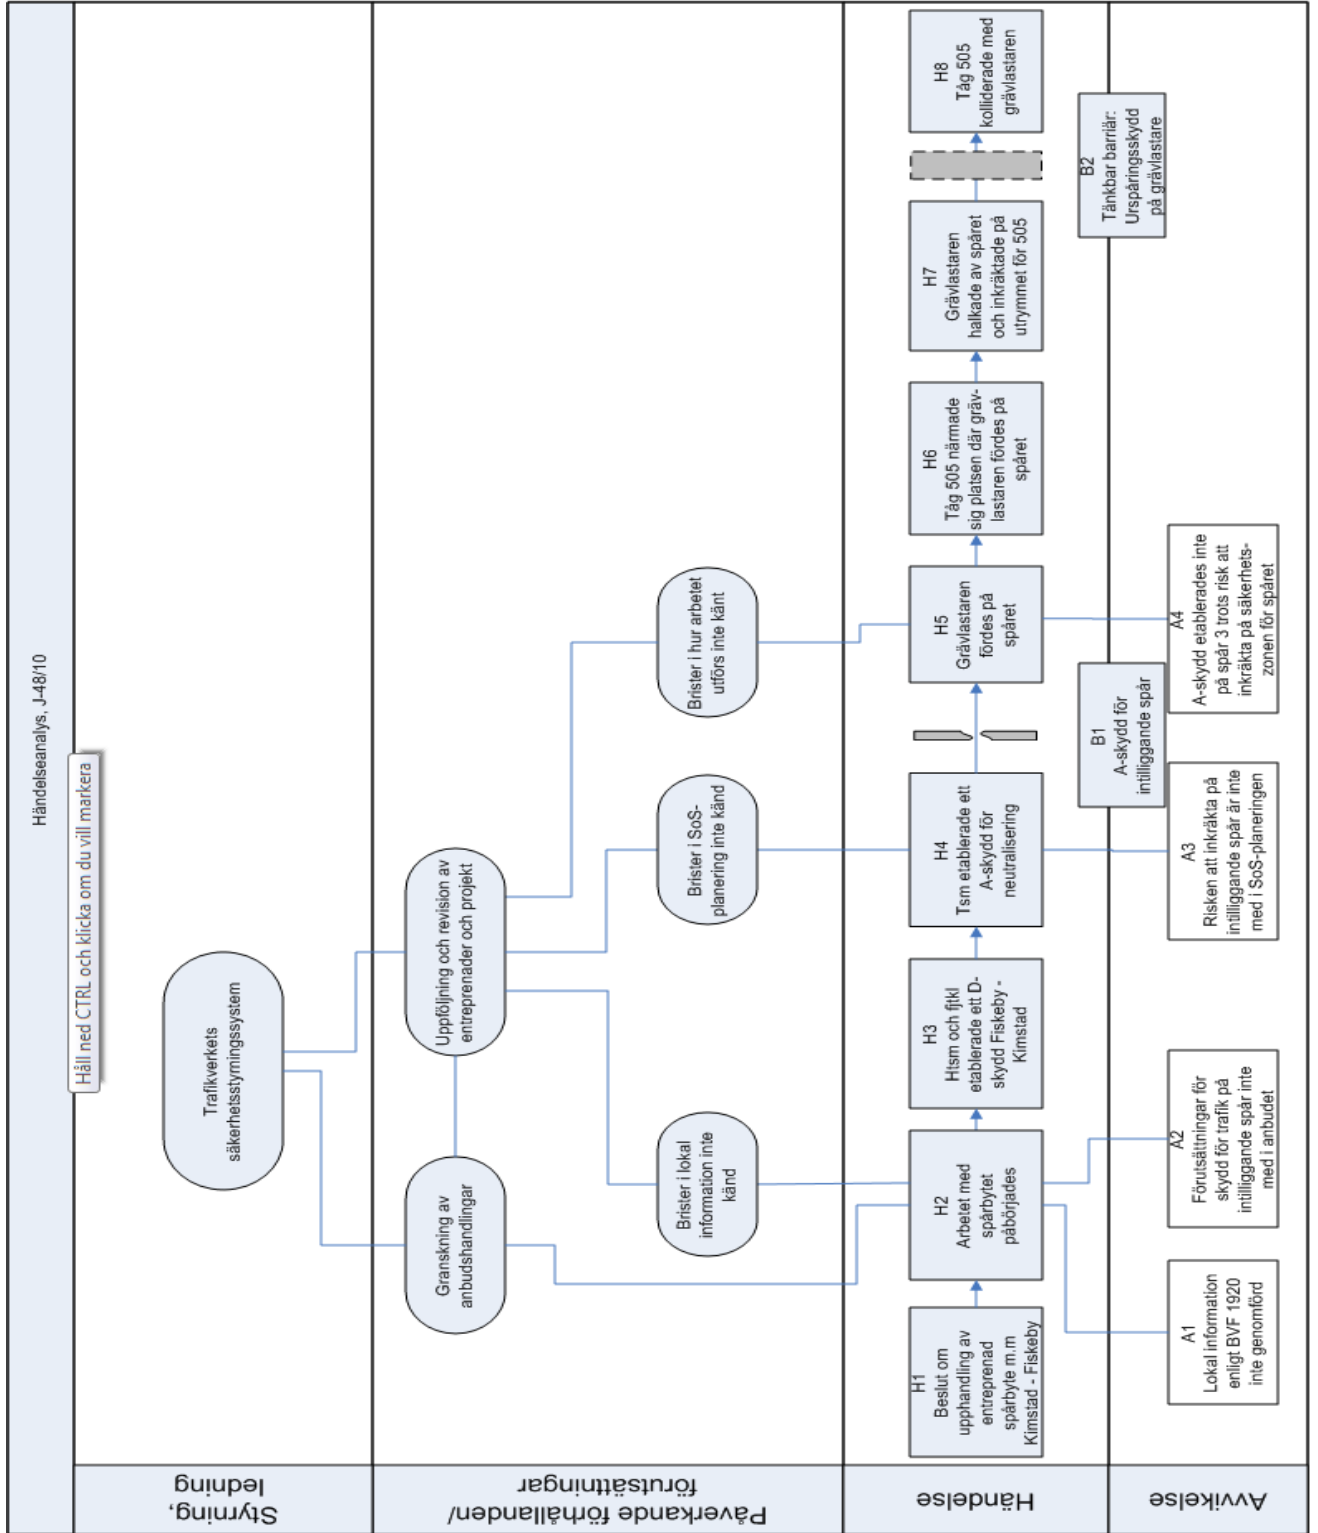 Händelseanalys, J-48/10
Håll ned CTRL och klicka om du vill markera
Styrning,
ledning
Trafikverkets
säkerhetsstyrningssystem
Påverkande förhållanden/
förutsättningar
Granskning av
anbudshandlingar
Uppföljning och revision av
entreprenader och projekt
Brister i lokal
information inte
känd
Brister i SoS-
planering inte känd
Brister i hur arbetet
utförs inte känt
Händelse
H1
Beslut om
upphandling av
entreprenad
spårbyte m.m
Kimstad - Fiskeby
H2
Arbetet med
spårbytet
påbörjades
H3
Htsm och fjtkl
etablerade ett D-
skydd Fiskeby -
Kimstad
H4
Tsm etablerade ett
A-skydd för
neutralisering
H5
Grävlastaren
fördes på
spåret
H6
Tåg 505 närmade
sig platsen där gräv-
lastaren fördes på
spåret
H7
Grävlastaren
halkade av spåret
och inkräktade på
utrymmet för 505
H8
Tåg 505
kolliderade med
grävlastaren
B1
A-skydd för
intilliggande spår
B2
Tänkbar barriär:
Urspåringsskydd
på grävlastare
Avvikelse
A1
Lokal information
enligt BVF 1920
inte genomförd
A2
Förutsättningar för
skydd för trafik på
intilliggande spår inte
med i anbudet
A3
Risken att inkräkta på
intilliggande spår är inte
med i SoS-planeringen
A4
A-skydd etablerades inte
på spår 3 trots risk att
inkräkta på säkerhets-
zonen för spåret